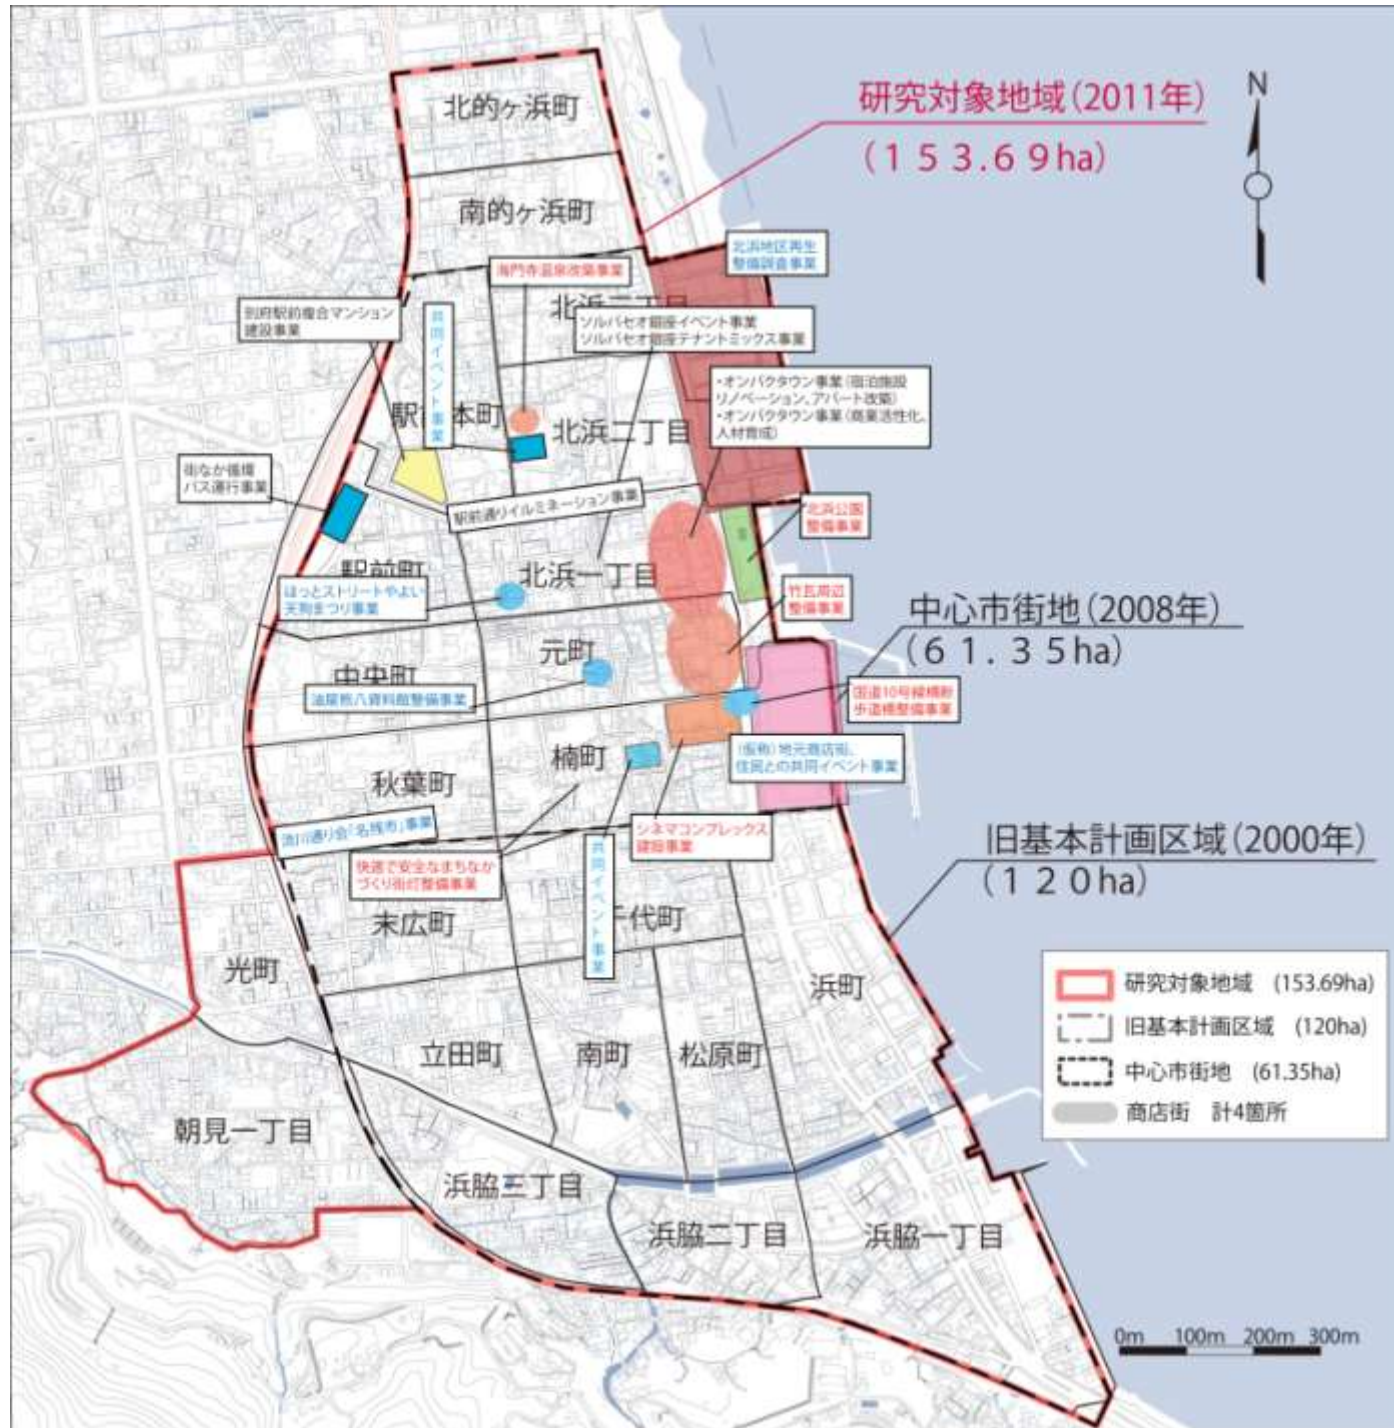 北的ヶ浜町
研究対象地域(2011年)
(153.69ha)
N
南的ヶ浜町
北浜地区再生
整備調査事業
海門寺温泉改築事業
別府駅前複合マンション
建設事業
共同イベント事業
ソルパセオ銀座イベント事業
ソルパセオ銀座テナントミックス事業
・オンパクタウン事業(宿泊施設
リノベーション、アパート改築)
・オンパクタウン事業(商業活性化、
人材育成)
北浜二丁目
街なか循環
バス運行事業
駅前通りイルミネーション事業
北浜公園
整備事業
駅前町
北浜一丁目
ほっとストリートやよい
天狗まつり事業
竹瓦周辺
整備事業
中心市街地(2008年)
(61.35ha)
元町
中央町
油屋熊八資料館整備事業
国道10号線横断
歩道橋整備事業
楠町
(仮称)地元商店街、
住民との共同イベント事業
秋葉町
流川通り会「名残市」事業
シネマコンプレックス
建設事業
旧基本計画区域(2000年)
(120ha)
快適で安全なまちなか
づくり街灯整備事業
共同イベント事業
末広町
千代町
光町
浜町
研究対象地域 (153.69ha)
旧基本計画区域 (120ha)
中心市街地 (61.35ha)
商店街 計4箇所
立田町
南町
松原町
朝見一丁目
浜脇三丁目
浜脇二丁目
浜脇一丁目
0m 100m 200m 300m